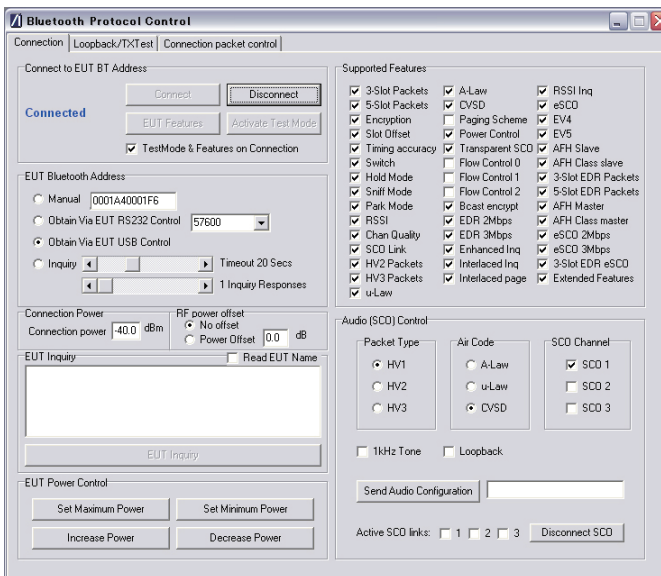 Bluetooth Protocol Control
Connection Loopback/TXTest Connection packet control
Connect to EUT BT Address
Connect Disconnect
Connected
EUT Features Activate Test Mode
TestMode & Features on Connection
EUT Bluetooth Address
Manual 0001A40001F6
Obtain Via EUT RS232 Control 57600
Obtain Via EUT USB Control
Inquiry Timeout 20 Secs
1 Inquiry Responses
Connection Power
Connection power -40.0 dBm
RF power offset
No offset
Power Offset 0.0 dB
EUT Inquiry Read EUT Name
EUT Inquiry
EUT Power Control
Set Maximum Power Set Minimum Power
Increase Power Decrease Power
Supported Features
3-Slot Packets A-Law RSSI Inq
5-Slot Packets CVSD eSCO
Encryption Paging Scheme EV4
Slot Offset Power Control EV5
Timing accuracy Transparent SCO AFH Slave
Switch Flow Control 0 AFH Class slave
Hold Mode Flow Control 1 3-Slot EDR Packets
Sniff Mode Flow Control 2 5-Slot EDR Packets
Park Mode Bcast encrypt AFH Master
RSSI EDR 2Mbps AFH Class master
Chan Quality EDR 3Mbps eSCO 2Mbps
SCO Link Enhanced Inq eSCO 3Mbps
HV2 Packets Interlaced Inq 3-Slot EDR eSCO
HV3 Packets Interlaced page Extended Features
u-Law
Audio (SCO) Control
Packet Type Air Code SCO Channel
HV1 A-Law SCO 1
HV2 u-Law SCO 2
HV3 CVSD SCO 3
1kHz Tone Loopback
Send Audio Configuration
Active SCO links: 1 2 3 Disconnect SCO